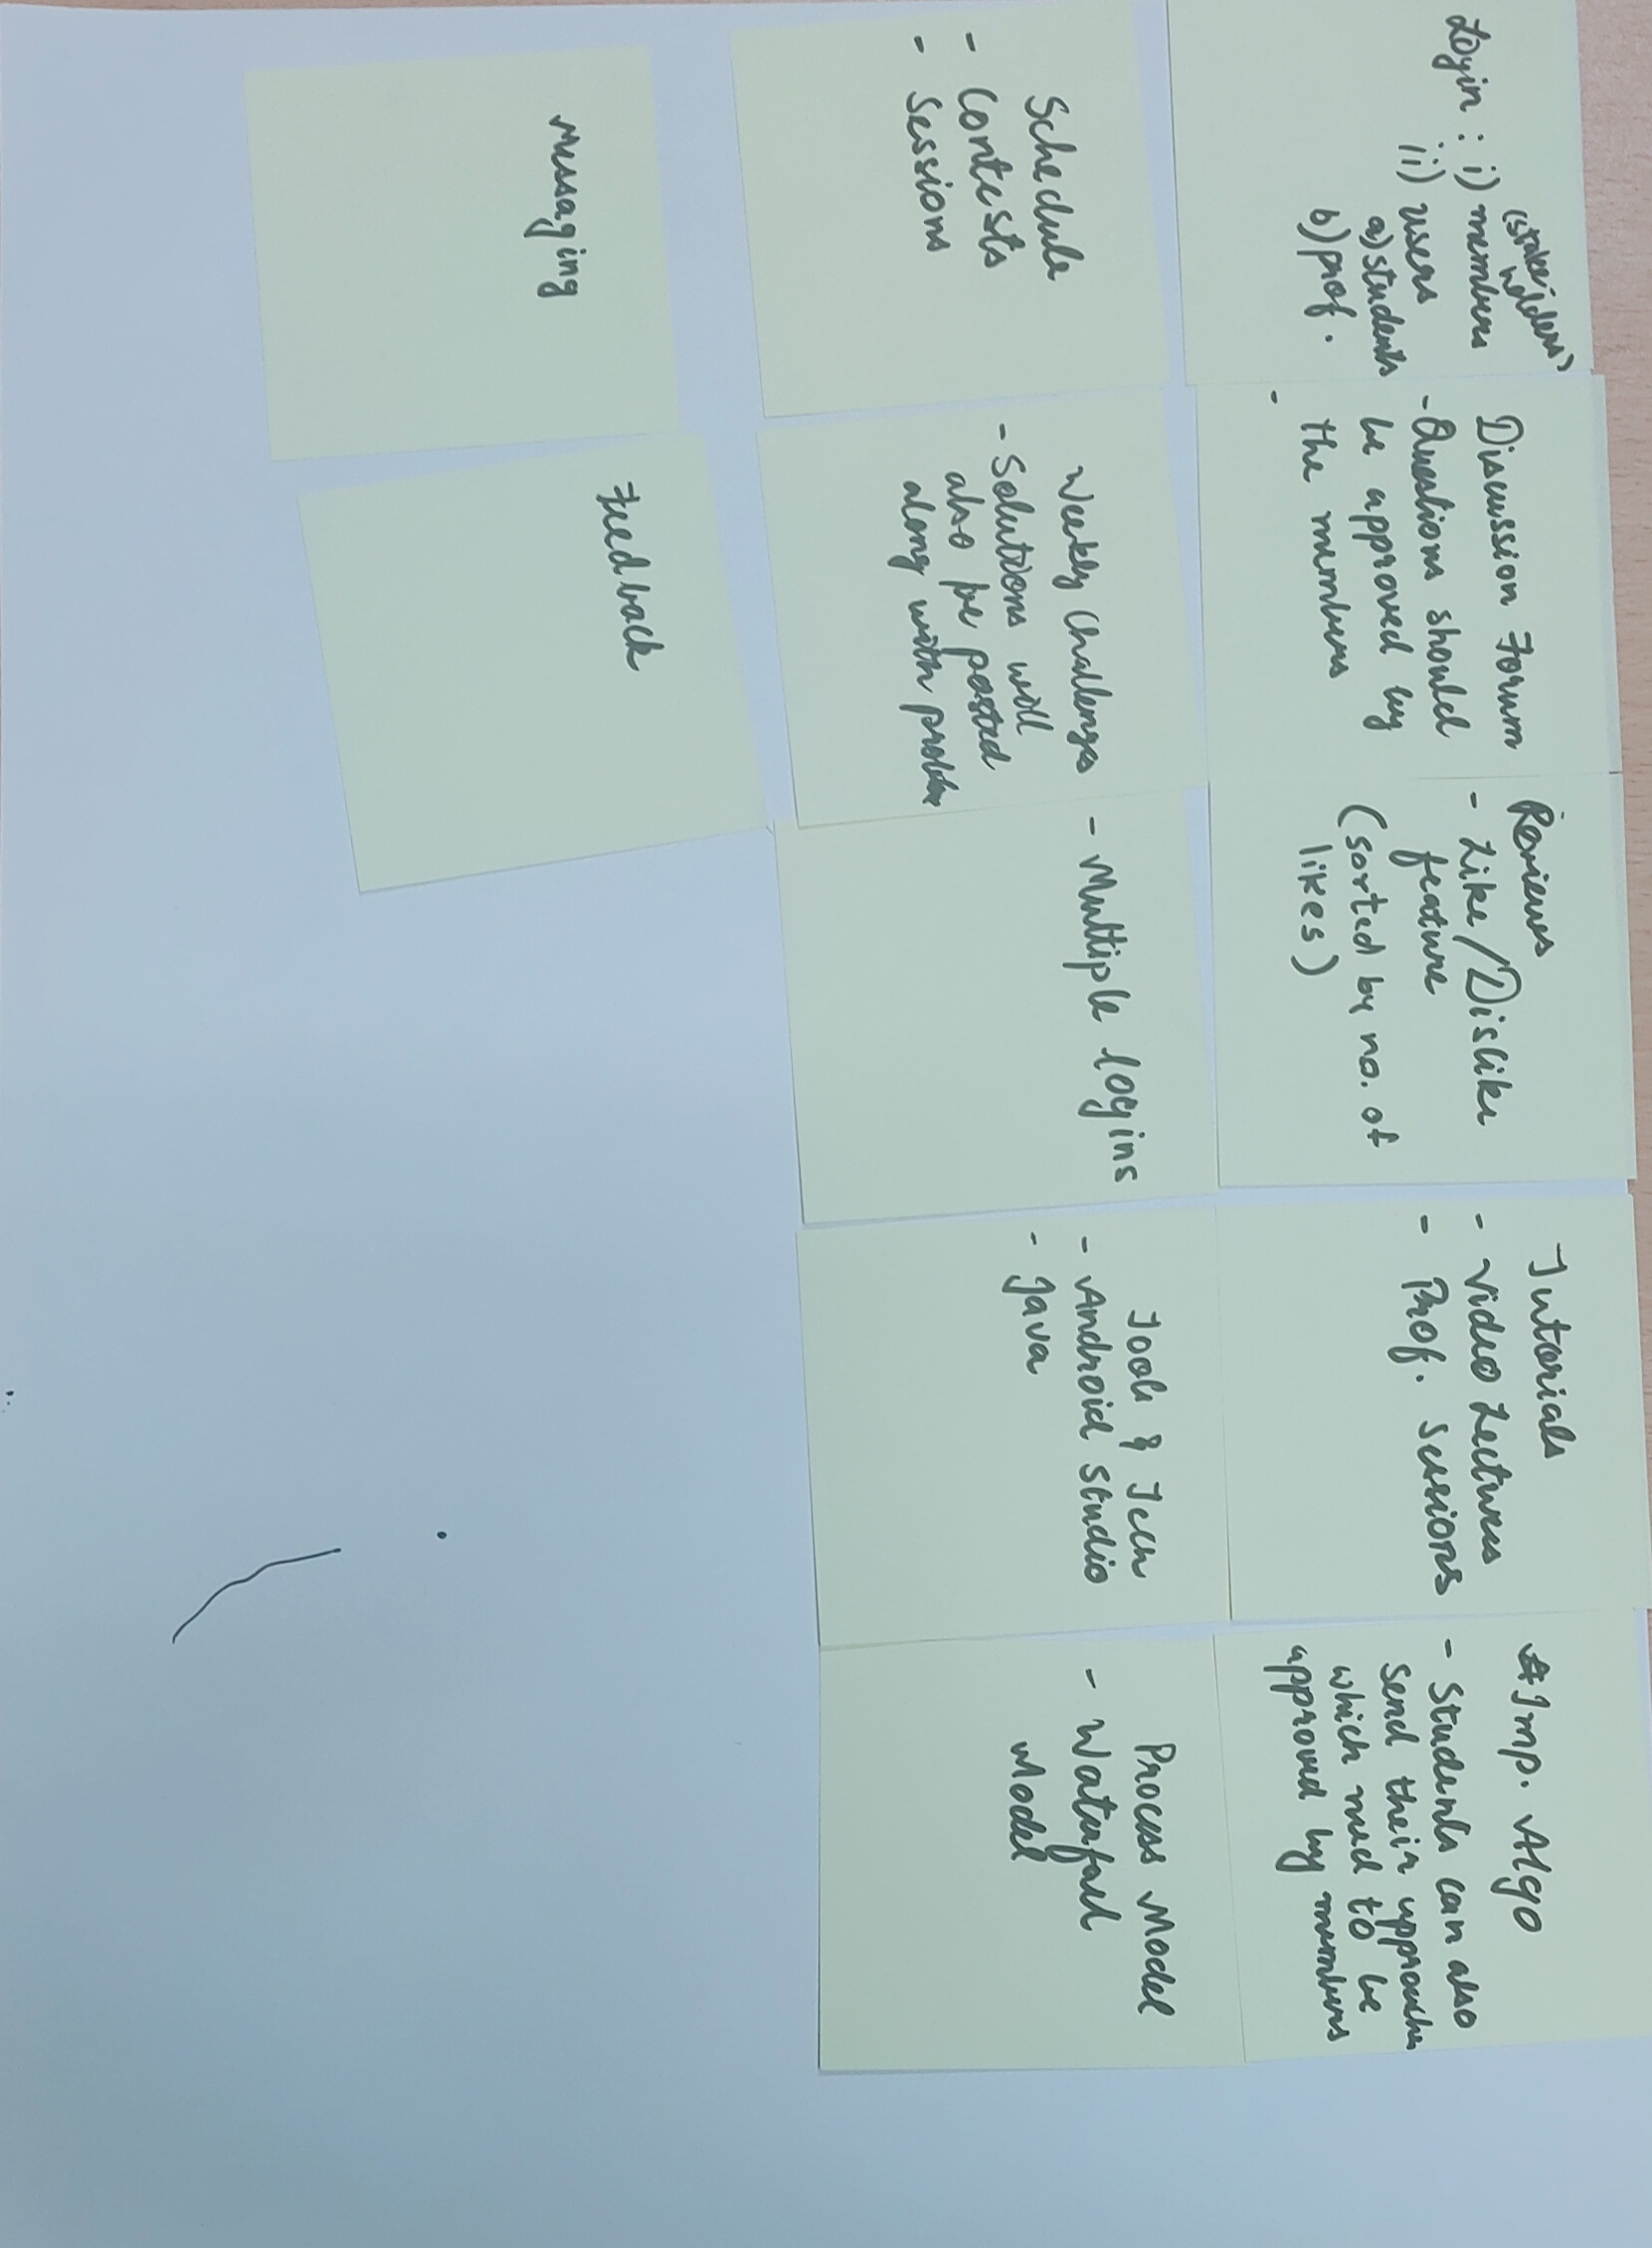 (stake-
holders)
Login : i) members
ii) users
a) students
b) prof.
Discussion Forum
- Questions should
be approved by
the members
-
Reviews
- Like/Dislike
feature
(sorted by no. of
likes)
Tutorials
- Video Lectures
- Prof. sessions
# Imp. Algo
- Students can also
send their approaches
which need to be
approved by members
Schedule
- Contests
- Sessions
Weekly Challenges
- Solutions will
also be posted
along with problem
- Multiple logins
Tools & Tech
- Android Studio
- Java
Process Model
- Waterfall
Model
Messaging
Feedback